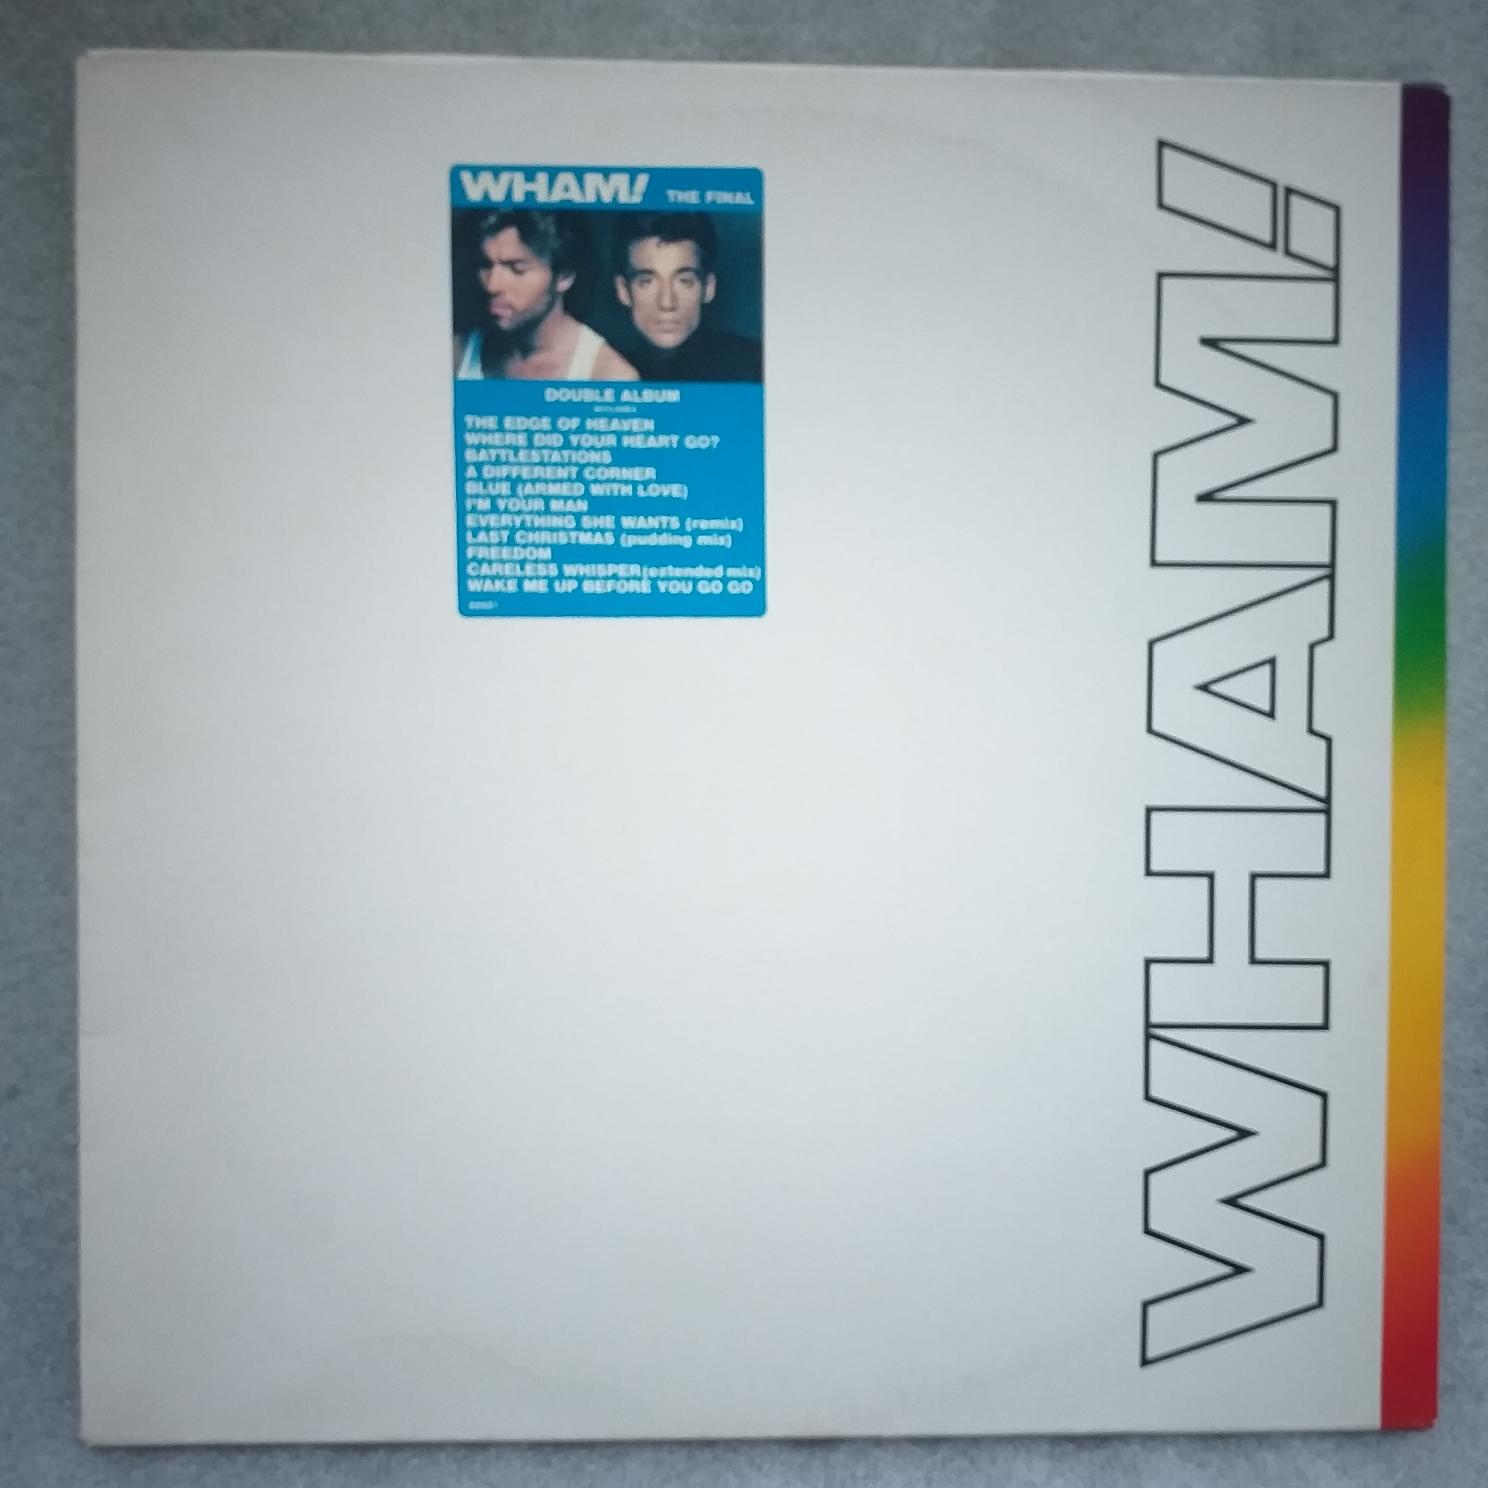 WHAM! THE FINAL
DOUBLE ALBUM
THE EDGE OF HEAVEN
WHERE DID YOUR HEART GO?
BATTLESTATIONS
A DIFFERENT CORNER
BLUE (ARMED WITH LOVE)
I'M YOUR MAN
EVERYTHING SHE WANTS (remix)
LAST CHRISTMAS (pudding mix)
FREEDOM
CARELESS WHISPER (extended mix)
WAKE ME UP BEFORE YOU GO GO
WHAM!